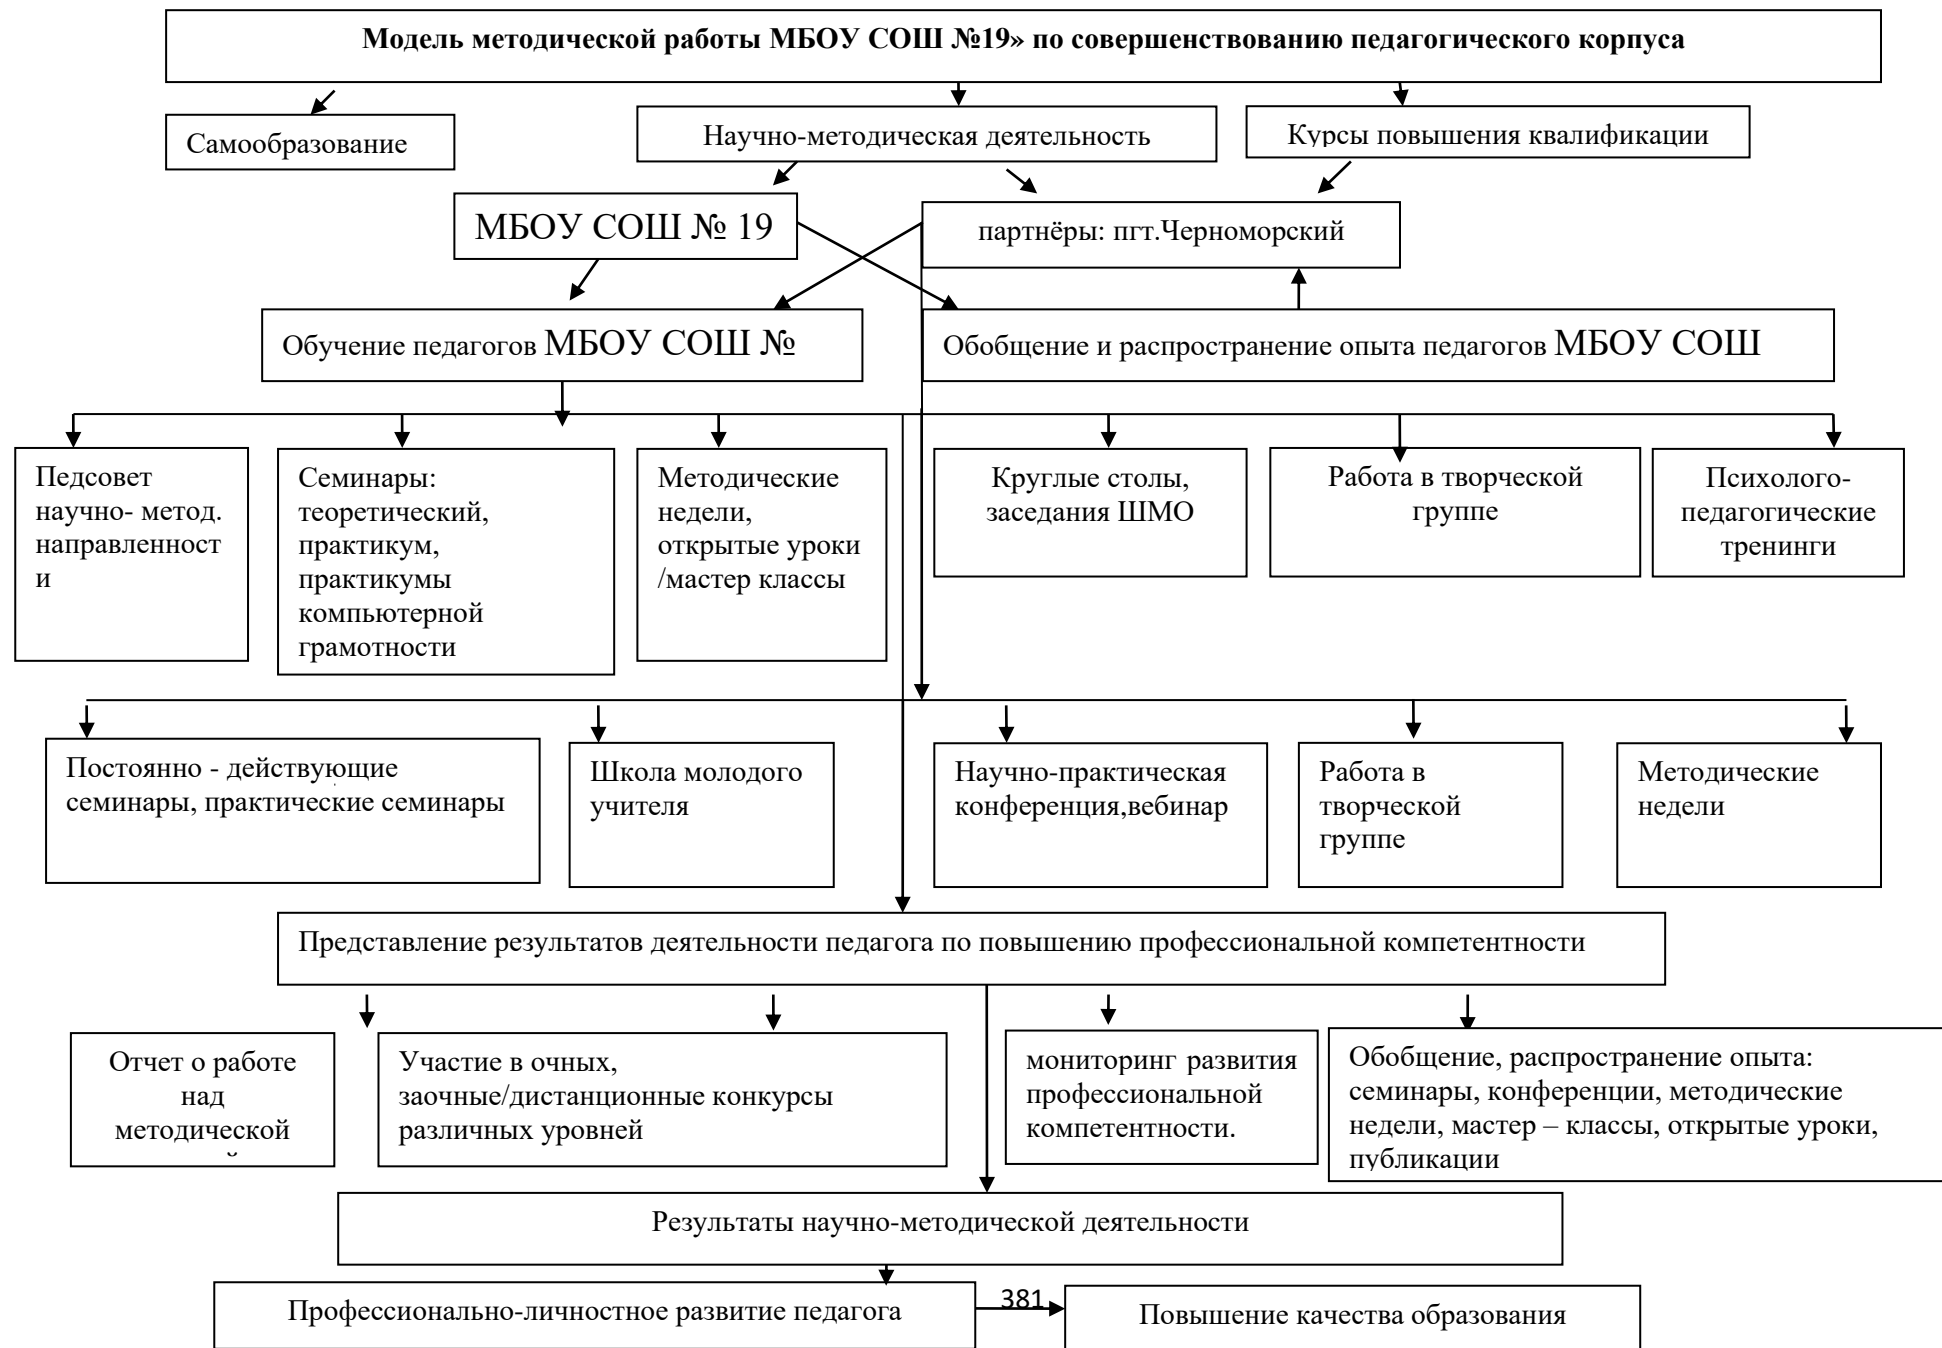 Модель методической работы МБОУ СОШ №19» по совершенствованию педагогического корпуса
Самообразование
Научно-методическая деятельность
Курсы повышения квалификации
МБОУ СОШ № 19
партнёры: пгт.Черноморский
Обучение педагогов МБОУ СОШ №
Обобщение и распространение опыта педагогов МБОУ СОШ
Педсовет
научно- метод.
направленност
и
Семинары:
теоретический,
практикум,
практикумы
компьютерной
грамотности
Методические
недели,
открытые уроки
/мастер классы
Круглые столы,
заседания ШМО
Работа в творческой
группе
Психолого-
педагогические
тренинги
Постоянно - действующие
семинары, практические семинары
Школа молодого
учителя
Научно-практическая
конференция,вебинар
Работа в
творческой
группе
Методические
недели
Представление результатов деятельности педагога по повышению профессиональной компетентности
Отчет о работе
над
методической
Участие в очных,
заочные/дистанционные конкурсы
различных уровней
мониторинг развития
профессиональной
компетентности.
Обобщение, распространение опыта:
семинары, конференции, методические
недели, мастер – классы, открытые уроки,
публикации
Результаты научно-методической деятельности
Профессионально-личностное развитие педагога
381
Повышение качества образования